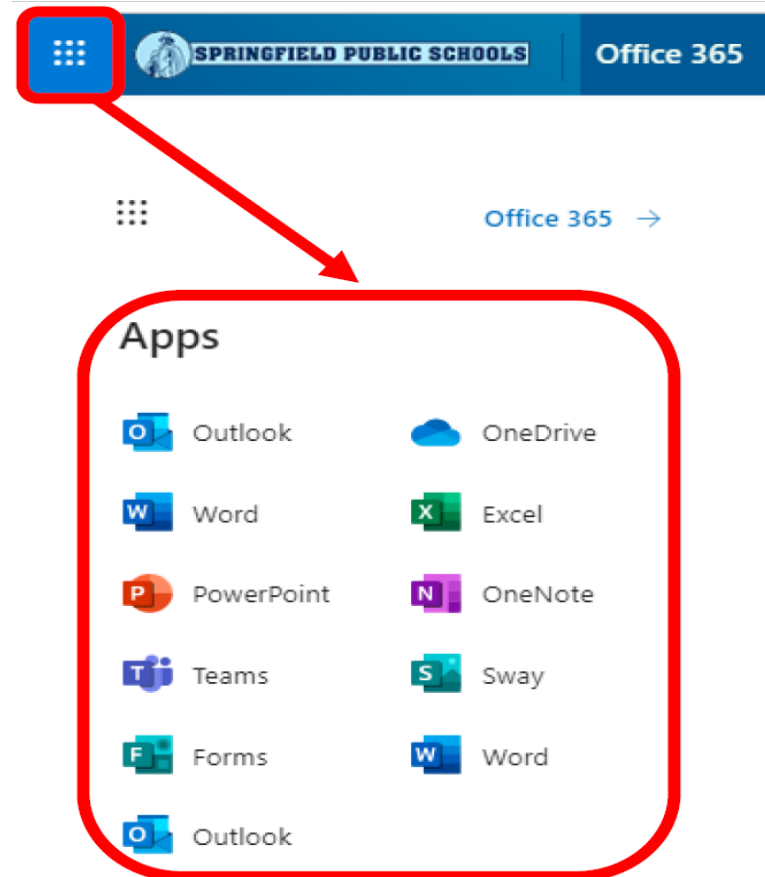 SPRINGFIELD PUBLIC SCHOOLS Office 365
Office 365 →
Apps
Outlook OneDrive
Word Excel
PowerPoint OneNote
Teams Sway
Forms Word
Outlook